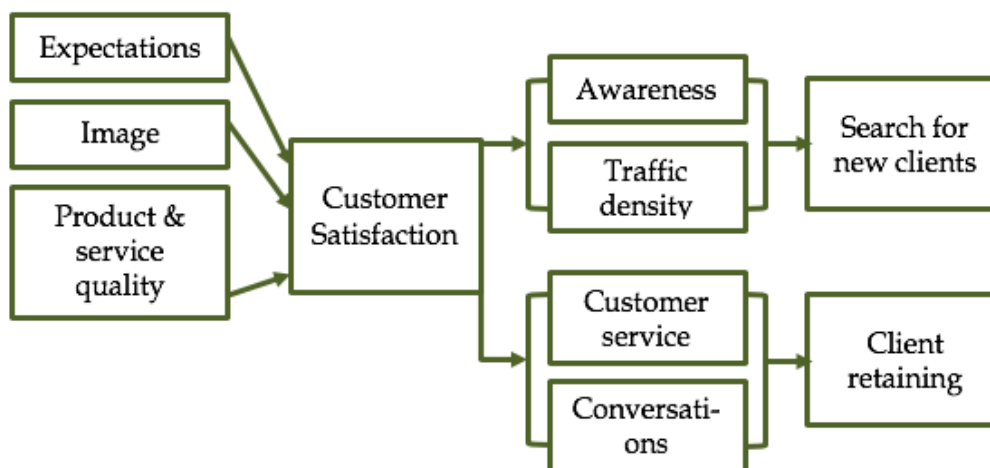 Expectations
Image
Product &
service
quality
Customer
Satisfaction
Awareness
Traffic
density
Customer
service
Conversati-
ons
Search for
new clients
Client
retaining